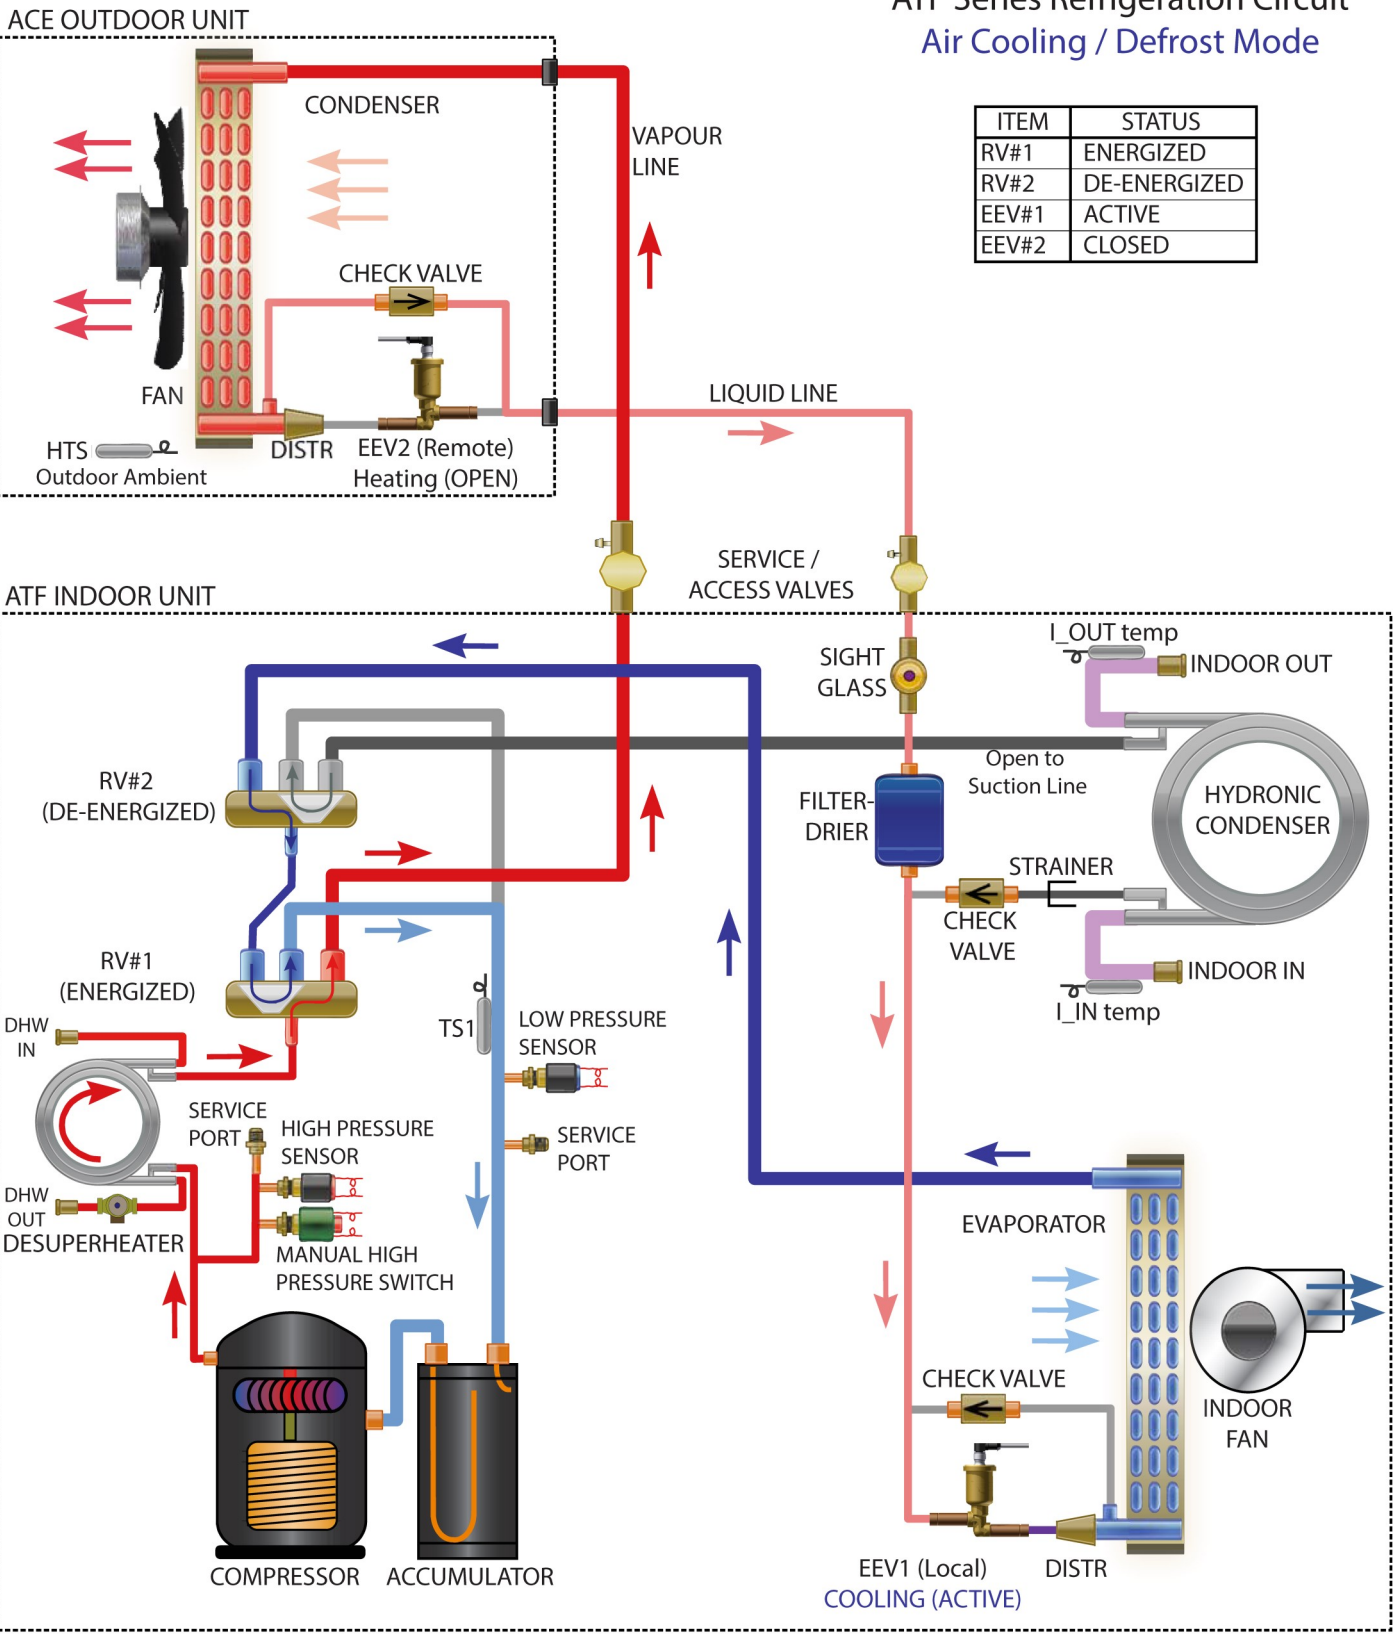 ACE OUTDOOR UNIT
ATF Series Refrigeration Circuit
Air Cooling / Defrost Mode
ITEM STATUS
RV#1 ENERGIZED
RV#2 DE-ENERGIZED
EEV#1 ACTIVE
EEV#2 CLOSED
CONDENSER
VAPOUR
LINE
CHECK VALVE
FAN
LIQUID LINE
HTS
Outdoor Ambient
DISTR
EEV2 (Remote)
Heating (OPEN)
SERVICE /
ACCESS VALVES
ATF INDOOR UNIT
I_OUT temp
INDOOR OUT
SIGHT
GLASS
Open to
Suction Line
RV#2
(DE-ENERGIZED)
FILTER-
DRIER
HYDRONIC
CONDENSER
STRAINER
CHECK
VALVE
INDOOR IN
I_IN temp
RV#1
(ENERGIZED)
DHW
IN
TS1
LOW PRESSURE
SENSOR
SERVICE
PORT
HIGH PRESSURE
SENSOR
SERVICE
PORT
DHW
OUT
DESUPERHEATER
MANUAL HIGH
PRESSURE SWITCH
EVAPORATOR
CHECK VALVE
INDOOR
FAN
COMPRESSOR
ACCUMULATOR
EEV1 (Local)
COOLING (ACTIVE)
DISTR